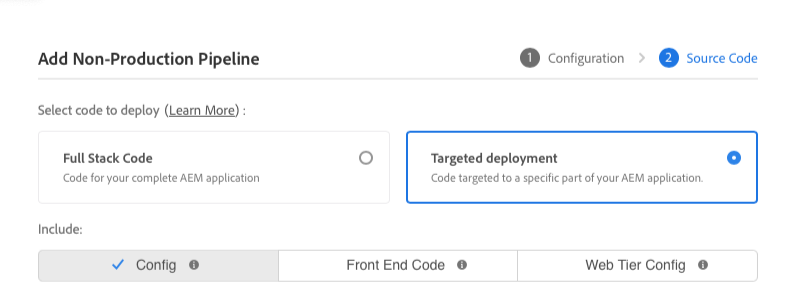 Add Non-Production Pipeline
1 Configuration > 2 Source Code
Select code to deploy (Learn More) :
Full Stack Code
Code for your complete AEM application
Targeted deployment
Code targeted to a specific part of your AEM application.
Include:
Config
Front End Code
Web Tier Config